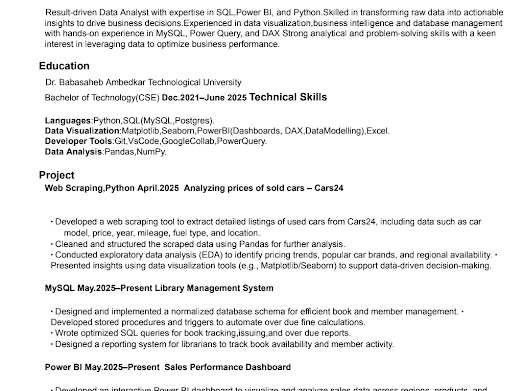 Result-driven Data Analyst with expertise in SQL,Power BI, and Python.Skilled in transforming raw data into actionable
insights to drive business decisions.Experienced in data visualization,business intelligence and database management
with hands-on experience in MySQL, Power Query, and DAX Strong analytical and problem-solving skills with a keen
interest in leveraging data to optimize business performance.
Education
Dr. Babasaheb Ambedkar Technological University
Bachelor of Technology(CSE) Dec.2021–June 2025 Technical Skills
Languages:Python,SQL(MySQL,Postgres).
Data Visualization:Matplotlib,Seaborn,PowerBI(Dashboards, DAX,DataModelling),Excel.
Developer Tools:Git,VsCode,GoogleCollab,PowerQuery.
Data Analysis:Pandas,NumPy.
Project
Web Scraping,Python April.2025 Analyzing prices of sold cars – Cars24
• Developed a web scraping tool to extract detailed listings of used cars from Cars24, including data such as car
model, price, year, mileage, fuel type, and location.
• Cleaned and structured the scraped data using Pandas for further analysis.
• Conducted exploratory data analysis (EDA) to identify pricing trends, popular car brands, and regional availability. •
Presented insights using data visualization tools (e.g., Matplotlib/Seaborn) to support data-driven decision-making.
MySQL May.2025–Present Library Management System
• Designed and implemented a normalized database schema for efficient book and member management. •
Developed stored procedures and triggers to automate over due fine calculations.
• Wrote optimized SQL queries for book tracking,issuing,and over due reports.
• Designed a reporting system for librarians to track book availability and member activity.
Power BI May.2025–Present Sales Performance Dashboard
• Developed an interactive Power BI dashboard to visualize and analyze sales data across regions, products, and